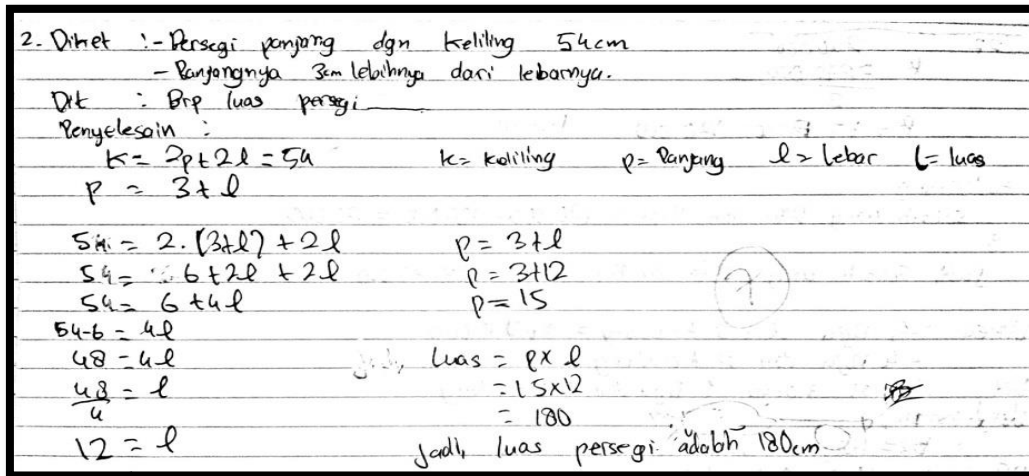 2. Diket :- Persegi panjang dgn keliling 54cm
- Panjangnya 3cm lebihnya dari lebarnya.
Dit : Brp luas persegi
Penyelesain :
K = 2p + 2l = 54 K = keliling p = Panjang l = lebar L = luas
p = 3 + l
54 = 2. (3+l) + 2l
54 = 6 + 2l + 2l
54 = 6 + 4l
54-6 = 4l
48 = 4l
48/4 = l
12 = l
p = 3 + l
p = 3+12
p = 15
luas = p x l
= 15 x 12
= 180
Jadi, luas persegi adalah 180cm